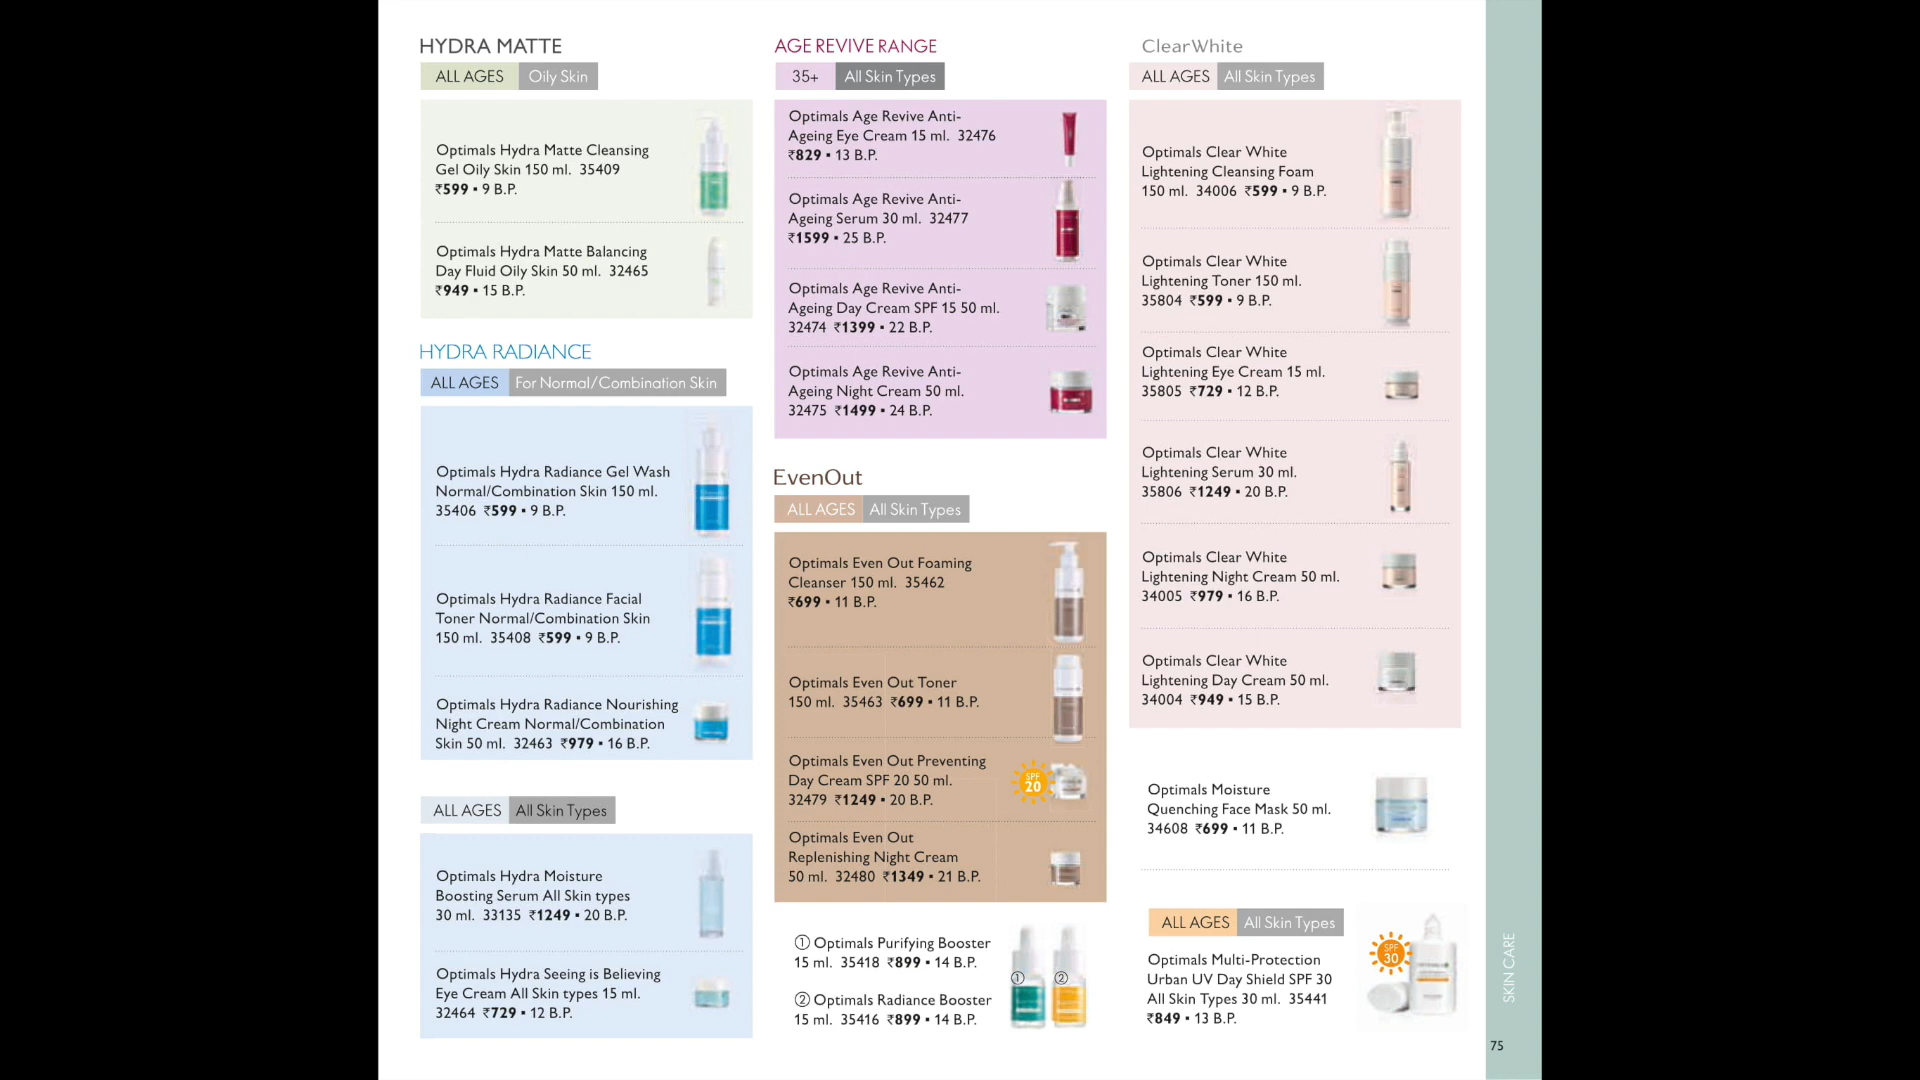 HYDRA MATTE
ALL AGES Oily Skin
Optimals Hydra Matte Cleansing
Gel Oily Skin 150 ml. 35409
₹599 ▪ 9 B.P.
Optimals Hydra Matte Balancing
Day Fluid Oily Skin 50 ml. 32465
₹949 ▪ 15 B.P.
HYDRA RADIANCE
ALL AGES For Normal/Combination Skin
Optimals Hydra Radiance Gel Wash
Normal/Combination Skin 150 ml.
35406 ₹599 ▪ 9 B.P.
Optimals Hydra Radiance Facial
Toner Normal/Combination Skin
150 ml. 35408 ₹599 ▪ 9 B.P.
Optimals Hydra Radiance Nourishing
Night Cream Normal/Combination
Skin 50 ml. 32463 ₹979 ▪ 16 B.P.
ALL AGES All Skin Types
Optimals Hydra Moisture
Boosting Serum All Skin types
30 ml. 33135 ₹1249 ▪ 20 B.P.
Optimals Hydra Seeing is Believing
Eye Cream All Skin types 15 ml.
32464 ₹729 ▪ 12 B.P.
AGE REVIVE RANGE
35+ All Skin Types
Optimals Age Revive Anti-
Ageing Eye Cream 15 ml. 32476
₹829 ▪ 13 B.P.
Optimals Age Revive Anti-
Ageing Serum 30 ml. 32477
₹1599 ▪ 25 B.P.
Optimals Age Revive Anti-
Ageing Day Cream SPF 15 50 ml.
32474 ₹1399 ▪ 22 B.P.
Optimals Age Revive Anti-
Ageing Night Cream 50 ml.
32475 ₹1499 ▪ 24 B.P.
EvenOut
ALL AGES All Skin Types
Optimals Even Out Foaming
Cleanser 150 ml. 35462
₹699 ▪ 11 B.P.
Optimals Even Out Toner
150 ml. 35463 ₹699 ▪ 11 B.P.
Optimals Even Out Preventing
Day Cream SPF 20 50 ml.
32479 ₹1249 ▪ 20 B.P.
SPF
20
Optimals Even Out
Replenishing Night Cream
50 ml. 32480 ₹1349 ▪ 21 B.P.
① Optimals Purifying Booster
15 ml. 35418 ₹899 ▪ 14 B.P.
② Optimals Radiance Booster
15 ml. 35416 ₹899 ▪ 14 B.P.
① ②
ClearWhite
ALL AGES All Skin Types
Optimals Clear White
Lightening Cleansing Foam
150 ml. 34006 ₹599 ▪ 9 B.P.
Optimals Clear White
Lightening Toner 150 ml.
35804 ₹599 ▪ 9 B.P.
Optimals Clear White
Lightening Eye Cream 15 ml.
35805 ₹729 ▪ 12 B.P.
Optimals Clear White
Lightening Serum 30 ml.
35806 ₹1249 ▪ 20 B.P.
Optimals Clear White
Lightening Night Cream 50 ml.
34005 ₹979 ▪ 16 B.P.
Optimals Clear White
Lightening Day Cream 50 ml.
34004 ₹949 ▪ 15 B.P.
Optimals Moisture
Quenching Face Mask 50 ml.
34608 ₹699 ▪ 11 B.P.
ALL AGES All Skin Types
Optimals Multi-Protection
Urban UV Day Shield SPF 30
All Skin Types 30 ml. 35441
₹849 ▪ 13 B.P.
SPF
30
SKIN CARE
75